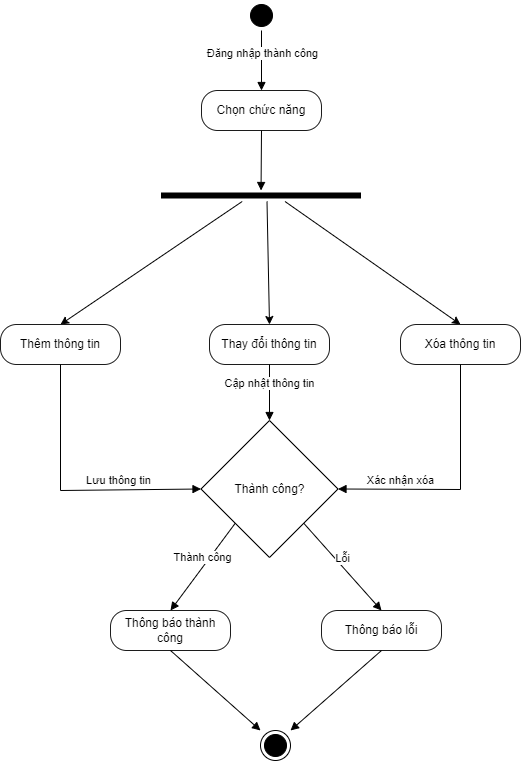 Đăng nhập thành công
Chọn chức năng
Thêm thông tin
Thay đổi thông tin
Xóa thông tin
Cập nhật thông tin
Lưu thông tin
Thành công?
Xác nhận xóa
Thành công
Lỗi
Thông báo thành
công
Thông báo lỗi